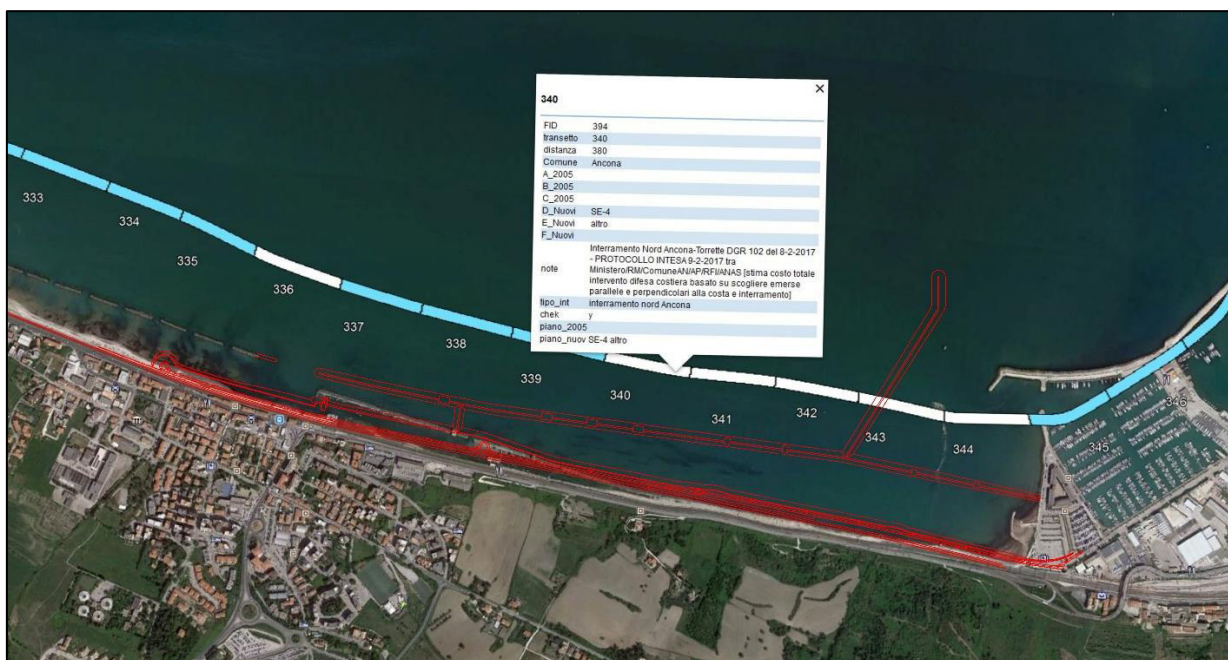 340
FID 394
transetto 340
distanza 380
Comune Ancona
A_2005
B_2005
C_2005
D_Nuovi SE-4
E_Nuovi altro
F_Nuovi
note Interramento Nord Ancona-Torrette DGR 102 del 8-2-2017
- PROTOCOLLO INTESA 9-2-2017 tra
Ministero/RM/ComuneAN/AP/RFI/ANAS [stima costo totale
intervento difesa costiera basato su scogliere emerse
parallele e perpendicolari alla costa e interramento]
tipo_int interramento nord Ancona
chek y
piano_2005
piano_nuov SE-4 altro
333
334
335
336
337
338
339
340
341
342
343
344
345
346